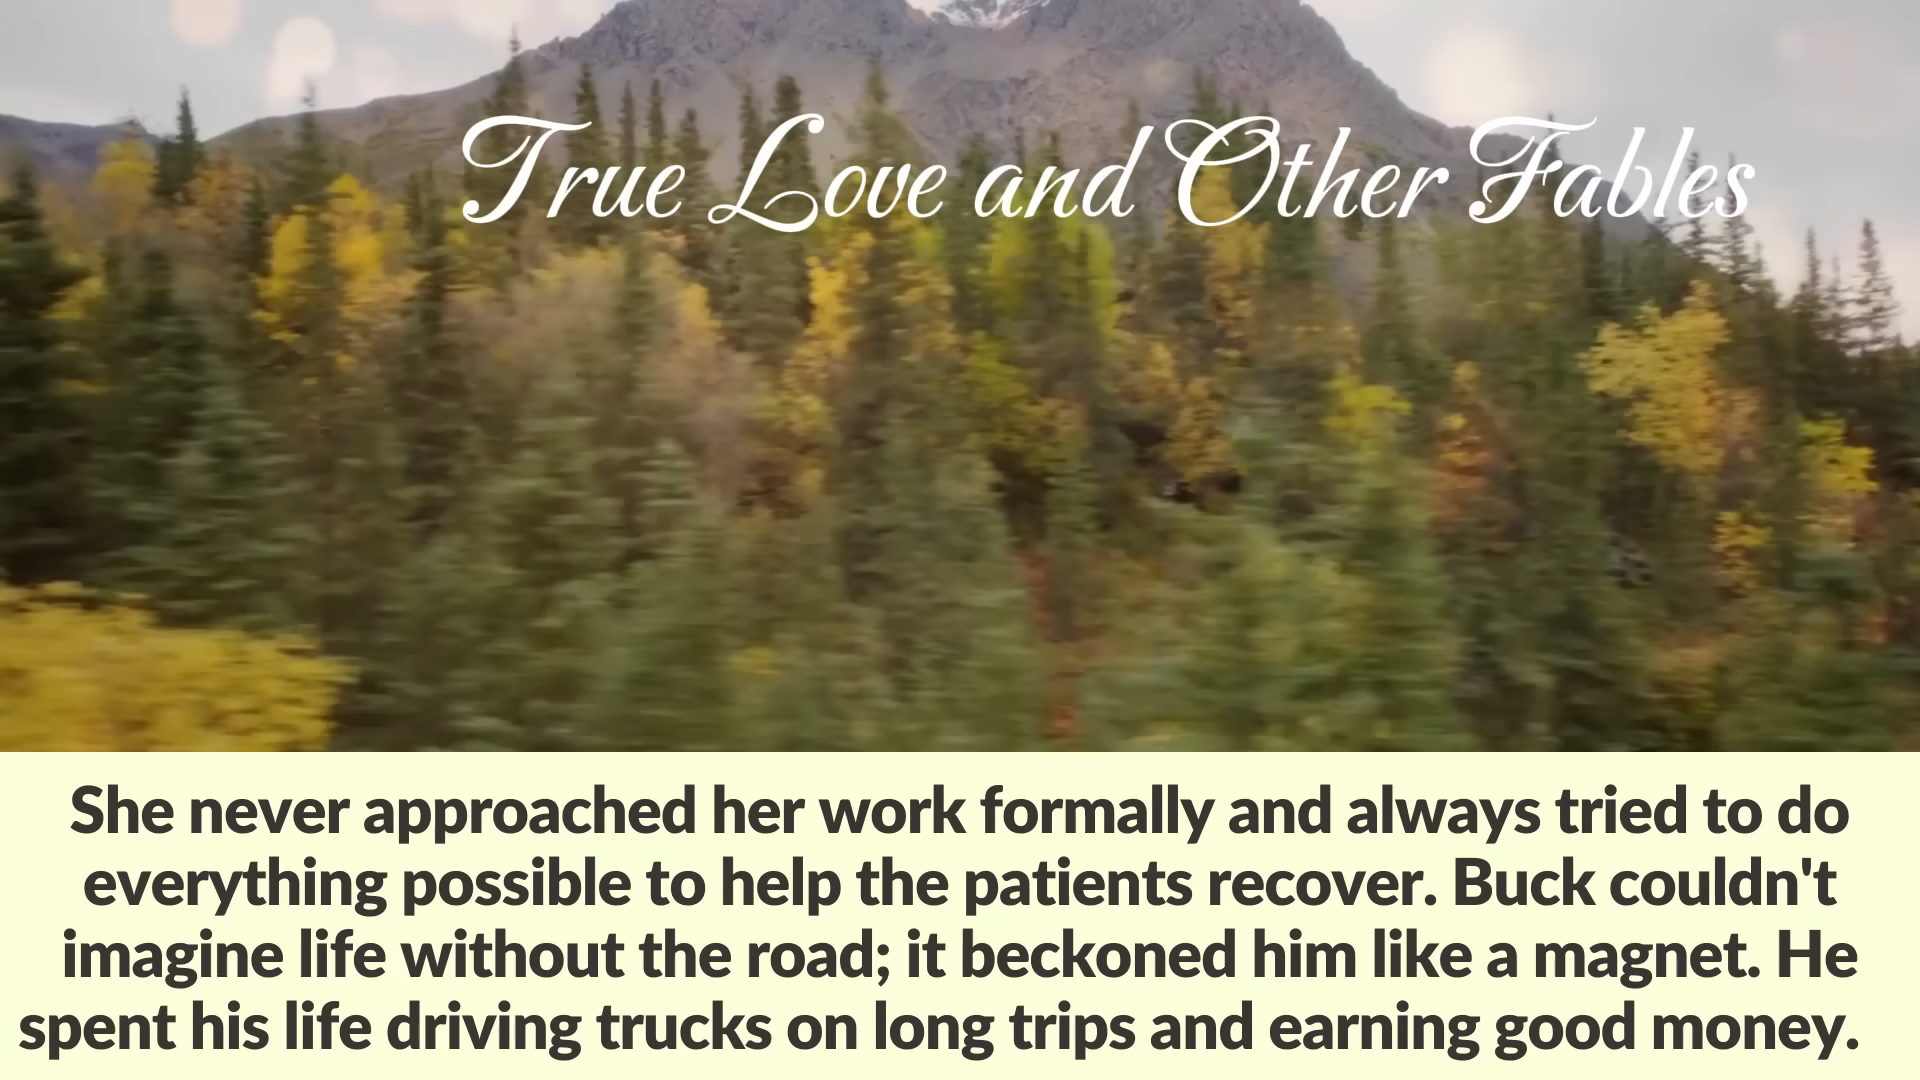 True Love and Other Fables
She never approached her work formally and always tried to do
everything possible to help the patients recover. Buck couldn't
imagine life without the road; it beckoned him like a magnet. He
spent his life driving trucks on long trips and earning good money.